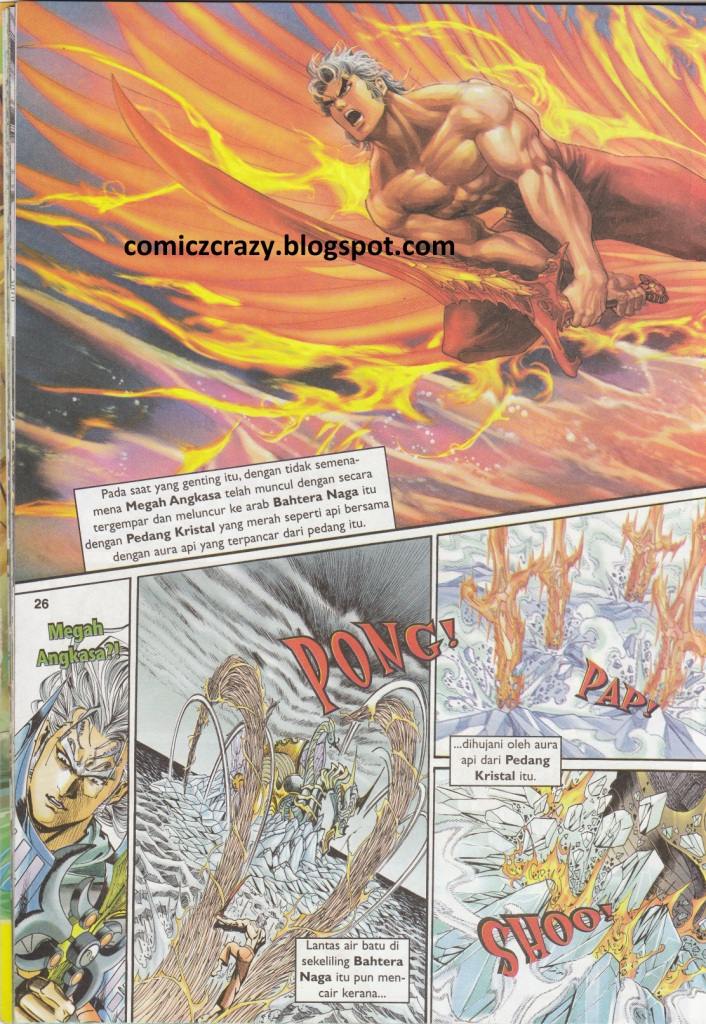 comiczcrazy.blogspot.com
Pada saat yang genting itu, dengan tidak semena-
mena Megah Angkasa telah muncul dengan secara
tergempar dan meluncur ke arab Bahtera Naga itu
dengan Pedang Kristal yang merah seperti api bersama
dengan aura api yang terpancar dari pedang itu.
26
Megah
Angkasa?!
PONG!
Lantas air batu di
sekeliling Bahtera
Naga itu pun men-
cair kerana...
PAP!
...dihujani oleh aura
api dari Pedang
Kristal itu.
SHOO!